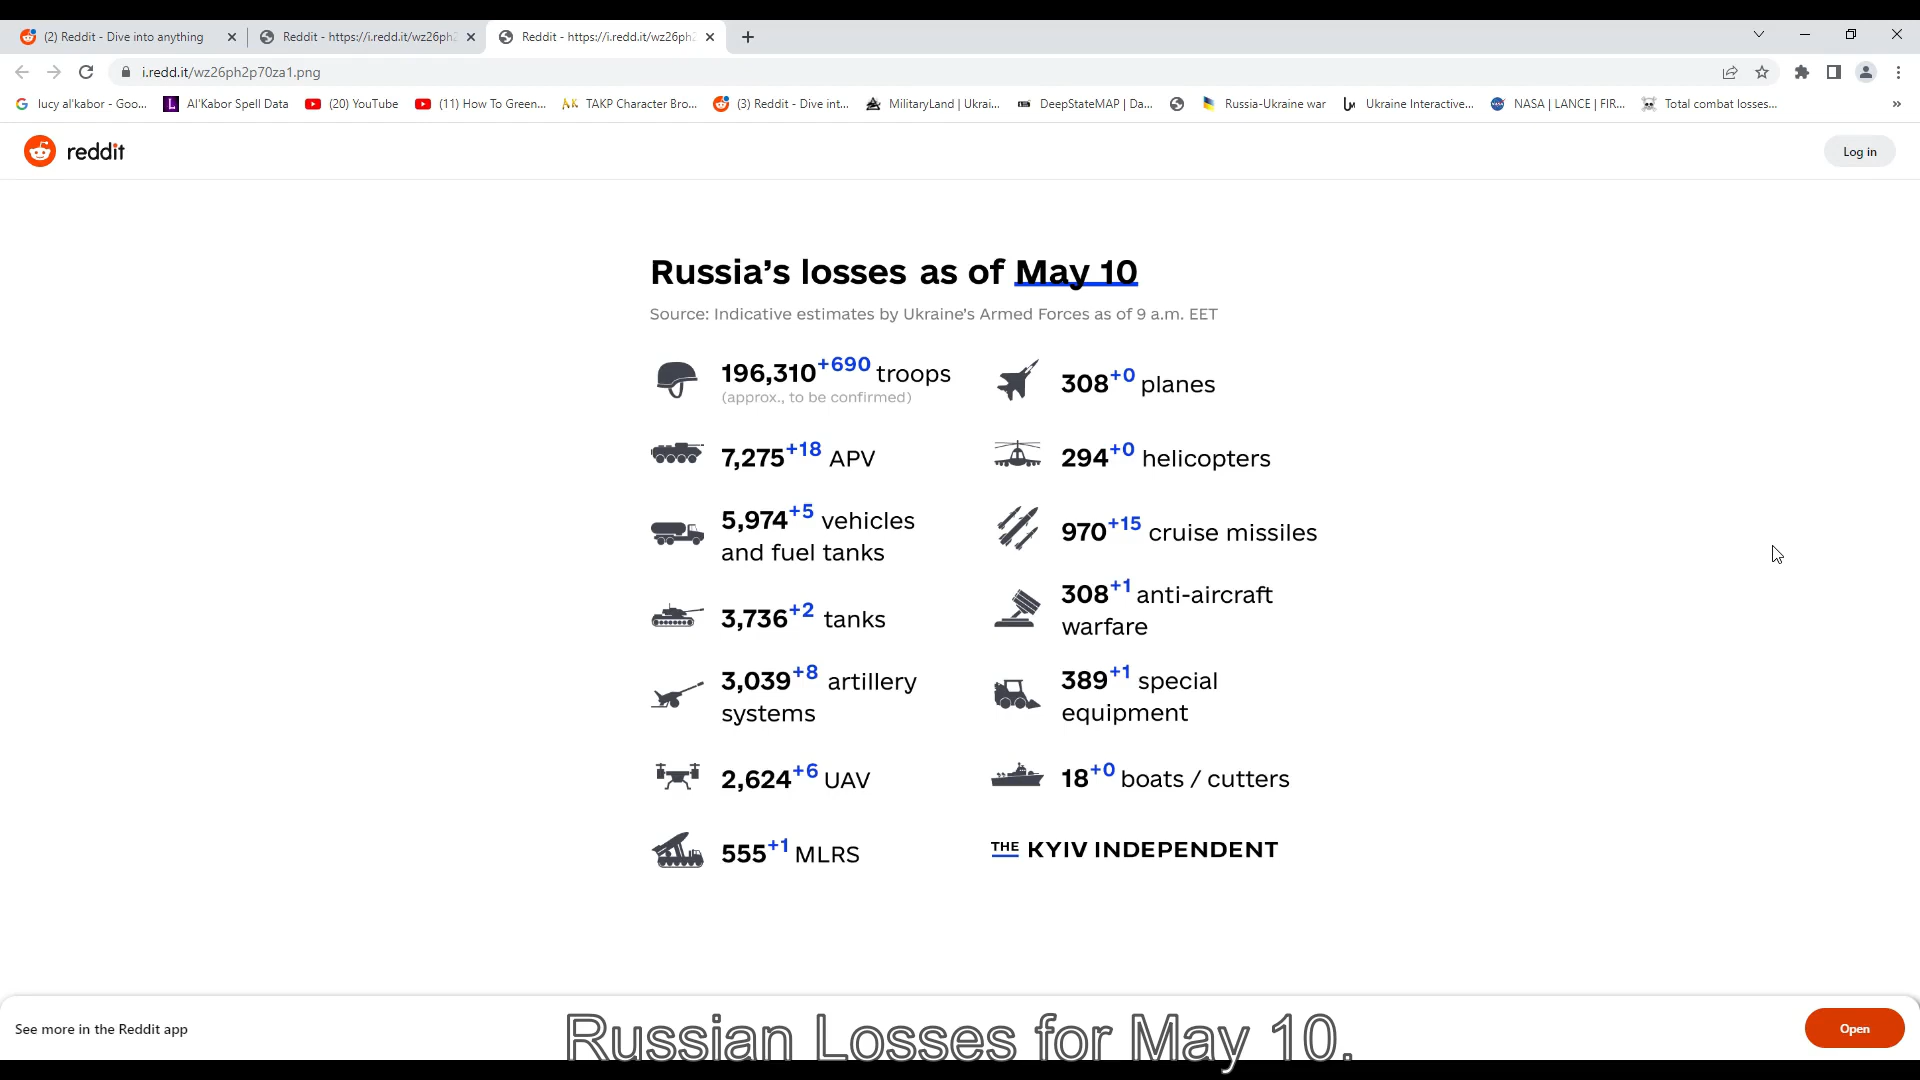 (2) Reddit - Dive into anything
Reddit - https://i.redd.it/wz26ph2
Reddit - https://i.redd.it/wz26ph2
i.redd.it/wz26ph2p70za1.png
lucy al'kabor - Goo...
Al'Kabor Spell Data
(20) YouTube
(11) How To Green...
TAKP Character Bro...
(3) Reddit - Dive int...
MilitaryLand | Ukrai...
DeepStateMAP | Da...
Russia-Ukraine war
Ukraine Interactive...
NASA | LANCE | FIR...
Total combat losses...
reddit
Log in
Russia's losses as of May 10
Source: Indicative estimates by Ukraine's Armed Forces as of 9 a.m. EET
196,310+690 troops
(approx., to be confirmed)
7,275+18 APV
5,974+5 vehicles
and fuel tanks
3,736+2 tanks
3,039+8 artillery
systems
2,624+6 UAV
555+1 MLRS
308+0 planes
294+0 helicopters
970+15 cruise missiles
308+1 anti-aircraft
warfare
389+1 special
equipment
18+0 boats / cutters
THE KYIV INDEPENDENT
See more in the Reddit app
Open
Russian Losses for May 10.